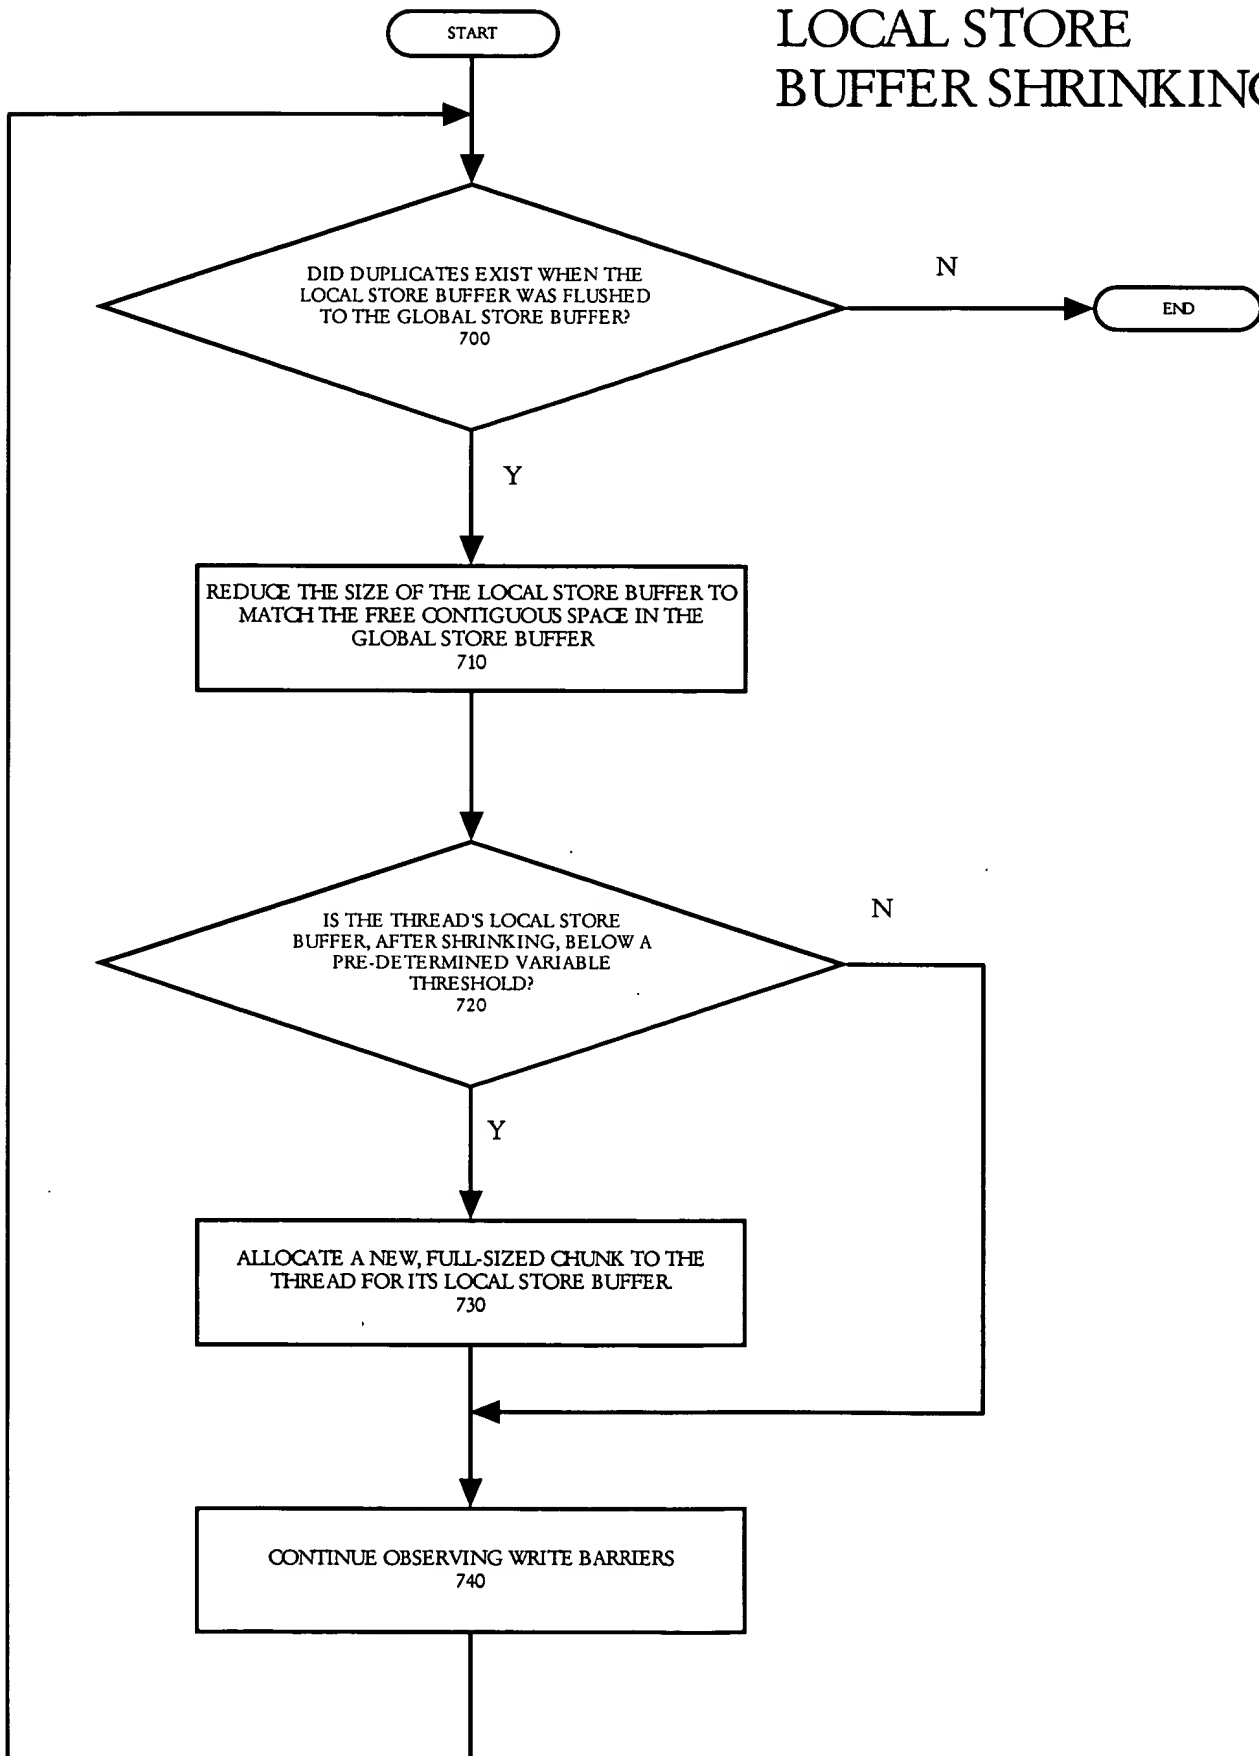 START
LOCAL STORE
BUFFER SHRINKING
DID DUPLICATES EXIST WHEN THE
LOCAL STORE BUFFER WAS FLUSHED
TO THE GLOBAL STORE BUFFER?
700
N
END
Y
REDUCE THE SIZE OF THE LOCAL STORE BUFFER TO
MATCH THE FREE CONTIGUOUS SPACE IN THE
GLOBAL STORE BUFFER
710
IS THE THREAD'S LOCAL STORE
BUFFER, AFTER SHRINKING, BELOW A
PRE-DETERMINED VARIABLE
THRESHOLD?
720
N
Y
ALLOCATE A NEW, FULL-SIZED CHUNK TO THE
THREAD FOR ITS LOCAL STORE BUFFER.
730
CONTINUE OBSERVING WRITE BARRIERS
740